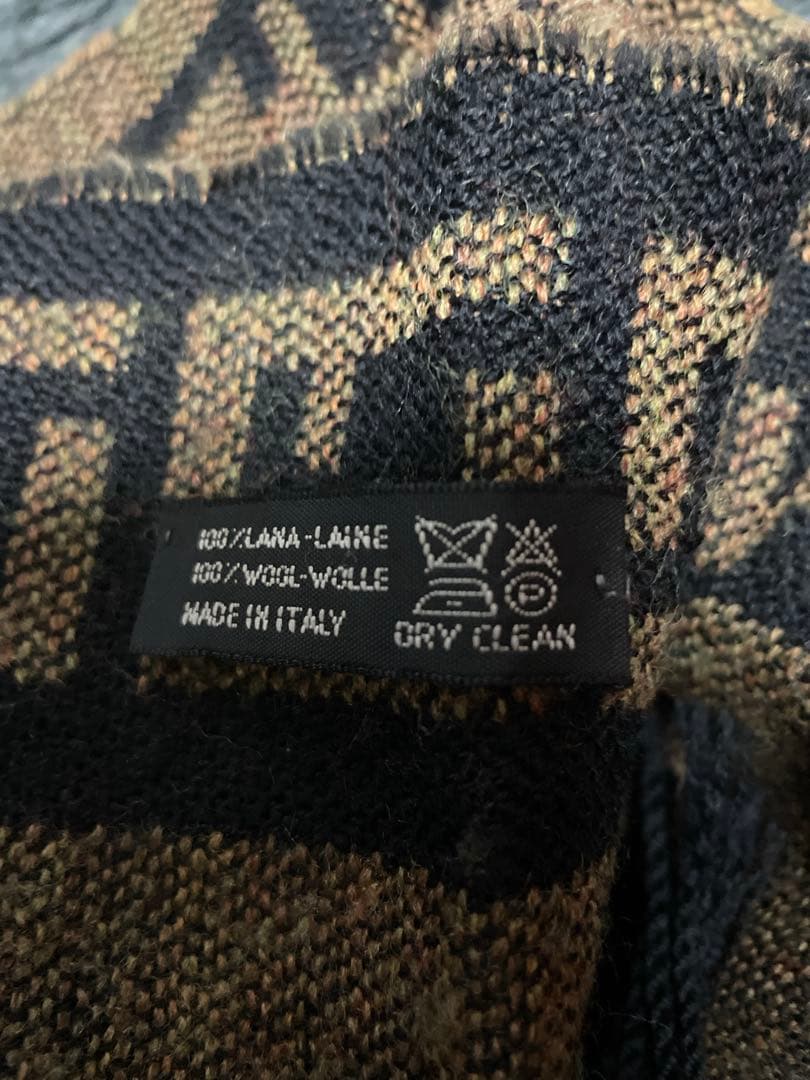 100%LANA-LAINE
100%WOOL-WOLLE
MADE IN ITALY
P
DRY CLEAN